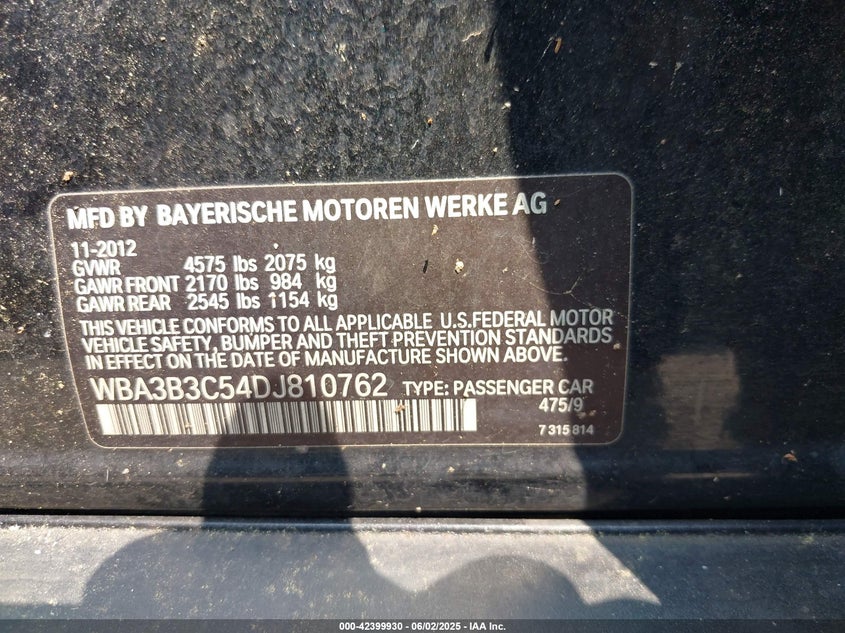 MFD BY BAYERISCHE MOTOREN WERKE AG
11-2012
GVWR 4575 lbs 2075 kg
GAWR FRONT 2170 lbs 984 kg
GAWR REAR 2545 lbs 1154 kg
THIS VEHICLE CONFORMS TO ALL APPLICABLE U.S.FEDERAL MOTOR
VEHICLE SAFETY, BUMPER AND THEFT PREVENTION STANDARDS
IN EFFECT ON THE DATE OF MANUFACTURE SHOWN ABOVE.
WBA3B3C54DJ810762 TYPE: PASSENGER CAR
475/9
7 315 814
000-42399930 - 06/02/2025 - IAA Inc.